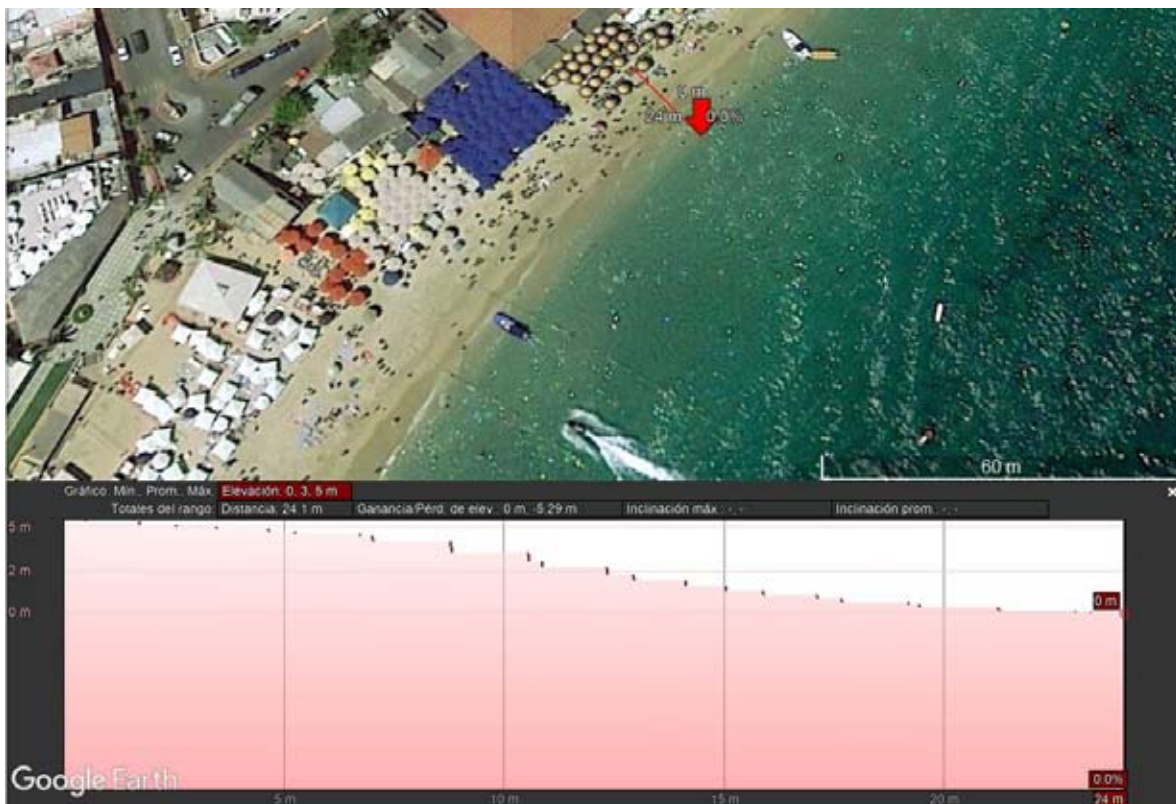 0 m
24 m 0.0%
60 m
Gráfico: Mín., Prom., Máx. Elevación: 0, 3, 5 m
Totales del rango: Distancia: 24.1 m Ganancia/Pérd. de elev.: 0 m, -5.29 m Inclinación máx.: -, - Inclinación prom.: -, -
5 m
2 m
0 m
0 m
Google Earth
0.0%
5 m 10 m 15 m 20 m 24 m